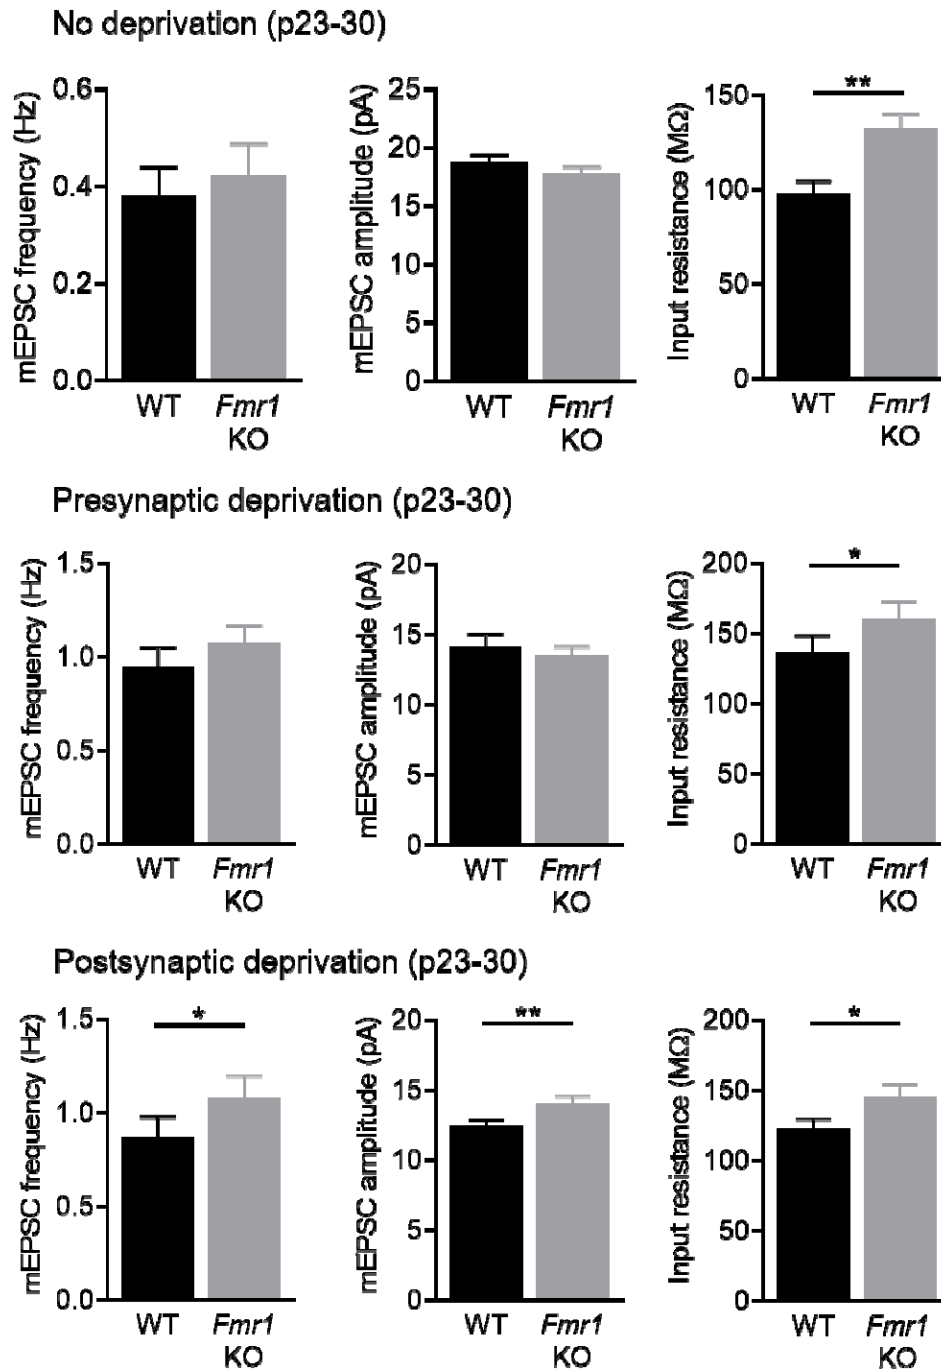 No deprivation (p23-30)
mEPSC frequency (Hz)
0.6
0.4
0.2
0.0
WT
Fmr1
KO
mEPSC amplitude (pA)
25
20
15
10
5
0
WT
Fmr1
KO
Input resistance (MΩ)
150
100
50
0
**
WT
Fmr1
KO
Presynaptic deprivation (p23-30)
mEPSC frequency (Hz)
1.5
1.0
0.5
0.0
WT
Fmr1
KO
mEPSC amplitude (pA)
20
15
10
5
0
WT
Fmr1
KO
Input resistance (MΩ)
200
150
100
50
0
*
WT
Fmr1
KO
Postsynaptic deprivation (p23-30)
mEPSC frequency (Hz)
1.5
1.0
0.5
0.0
*
WT
Fmr1
KO
mEPSC amplitude (pA)
20
15
10
5
0
**
WT
Fmr1
KO
Input resistance (MΩ)
200
150
100
50
0
*
WT
Fmr1
KO